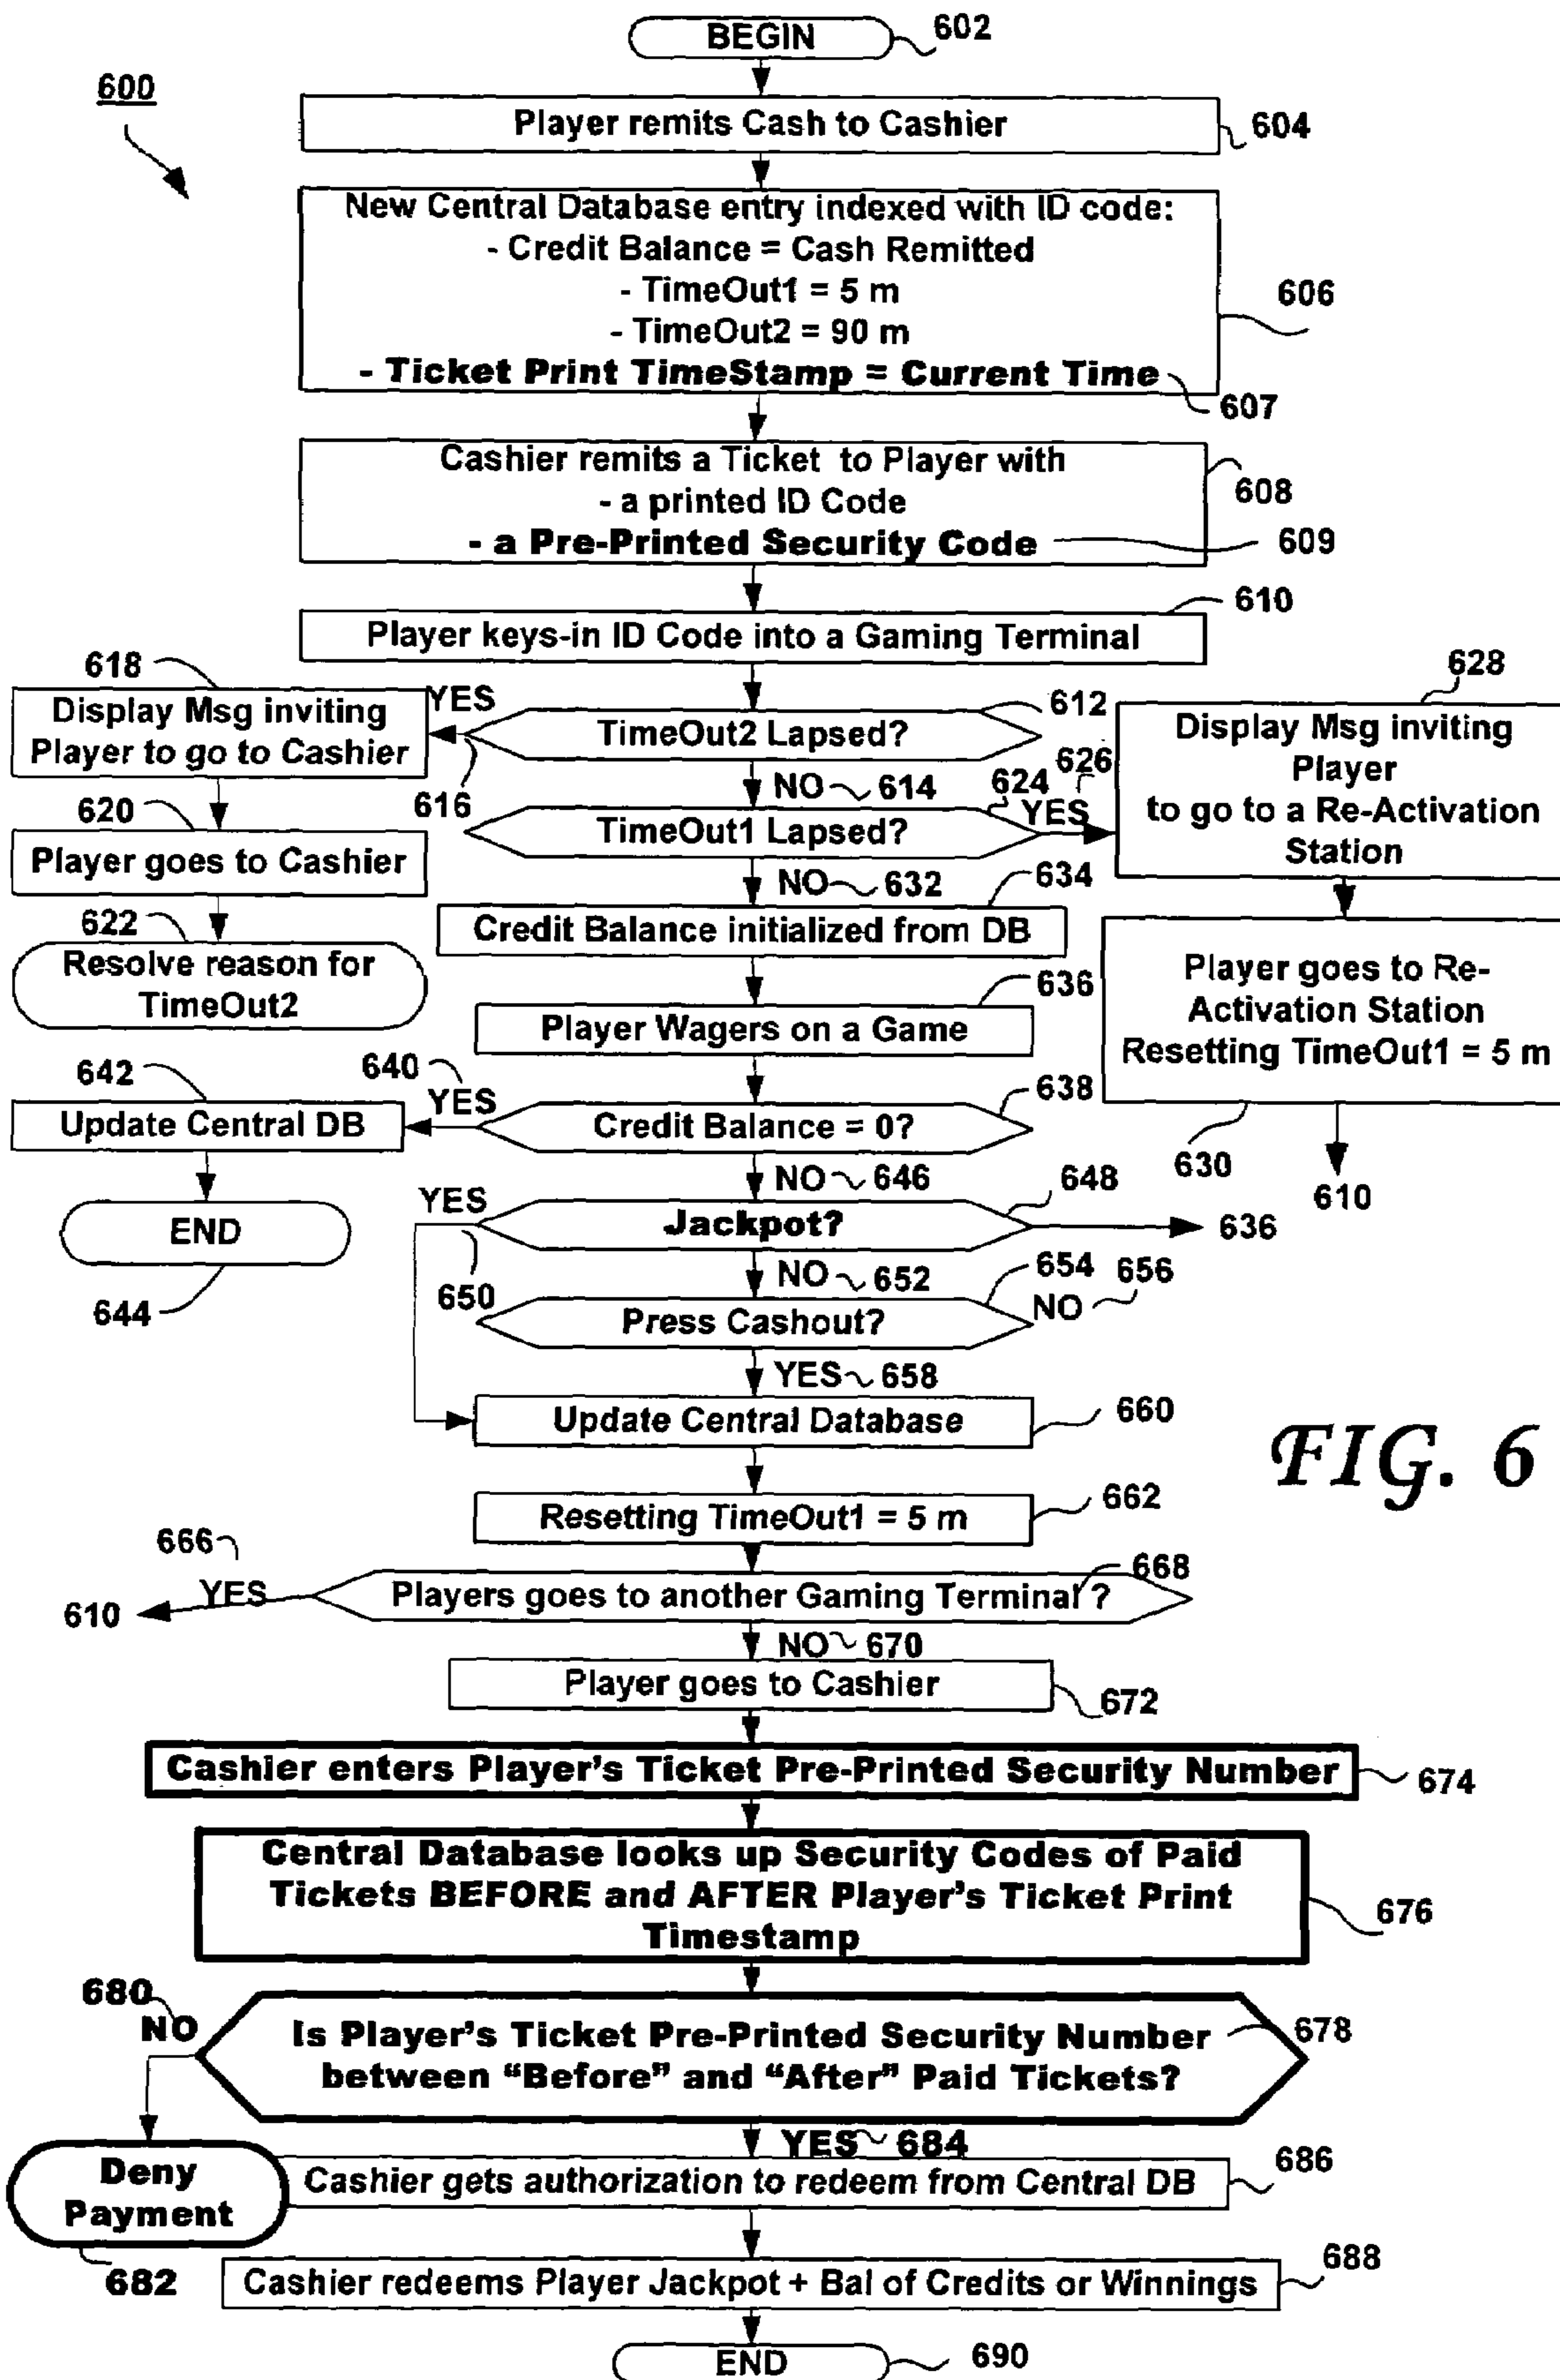 BEGIN
602
600
Player remits Cash to Cashier
604
New Central Database entry indexed with ID code:
- Credit Balance = Cash Remitted
- TimeOut1 = 5 m
- TimeOut2 = 90 m
- Ticket Print TimeStamp = Current Time
606
607
Cashier remits a Ticket to Player with
- a printed ID Code
- a Pre-Printed Security Code
608
609
610
Player keys-in ID Code into a Gaming Terminal
618
YES
Display Msg inviting
Player to go to Cashier
616
TimeOut2 Lapsed?
612
628
Display Msg inviting
Player
to go to a Re-Activation
Station
NO 614
624
626
YES
620
Player goes to Cashier
TimeOut1 Lapsed?
NO 632
634
622
Resolve reason for
TimeOut2
Credit Balance initialized from DB
Player goes to Re-
Activation Station
Resetting TimeOut1 = 5 m
630
610
636
Player Wagers on a Game
640
YES
642
Update Central DB
Credit Balance = 0?
638
NO 646
END
644
YES
650
Jackpot?
648
636
NO 652
654
NO 656
Press Cashout?
YES 658
Update Central Database
660
FIG. 6
Resetting TimeOut1 = 5 m
662
666
YES
610
Players goes to another Gaming Terminal ?
668
NO 670
Player goes to Cashier
672
Cashier enters Player's Ticket Pre-Printed Security Number
674
Central Database looks up Security Codes of Paid
Tickets BEFORE and AFTER Player's Ticket Print
Timestamp
676
680
NO
Is Player's Ticket Pre-Printed Security Number
between “Before” and “After” Paid Tickets?
678
YES 684
Deny
Payment
682
Cashier gets authorization to redeem from Central DB
686
Cashier redeems Player Jackpot + Bal of Credits or Winnings
688
END
690